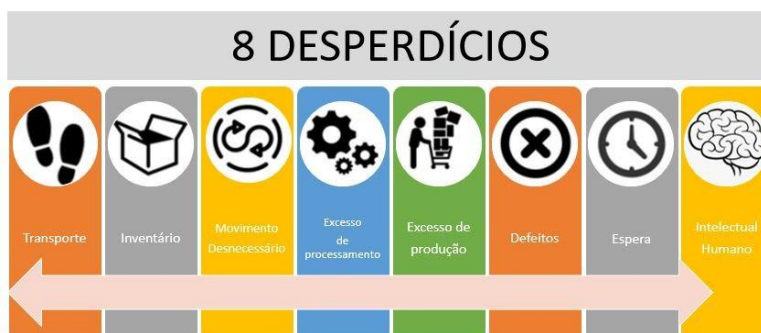 8 DESPERDÍCIOS
Transporte
Inventário
Movimento
Desnecessário
Excesso
de
processamento
Excesso de
produção
Defeitos
Espera
Intelectual
Humano